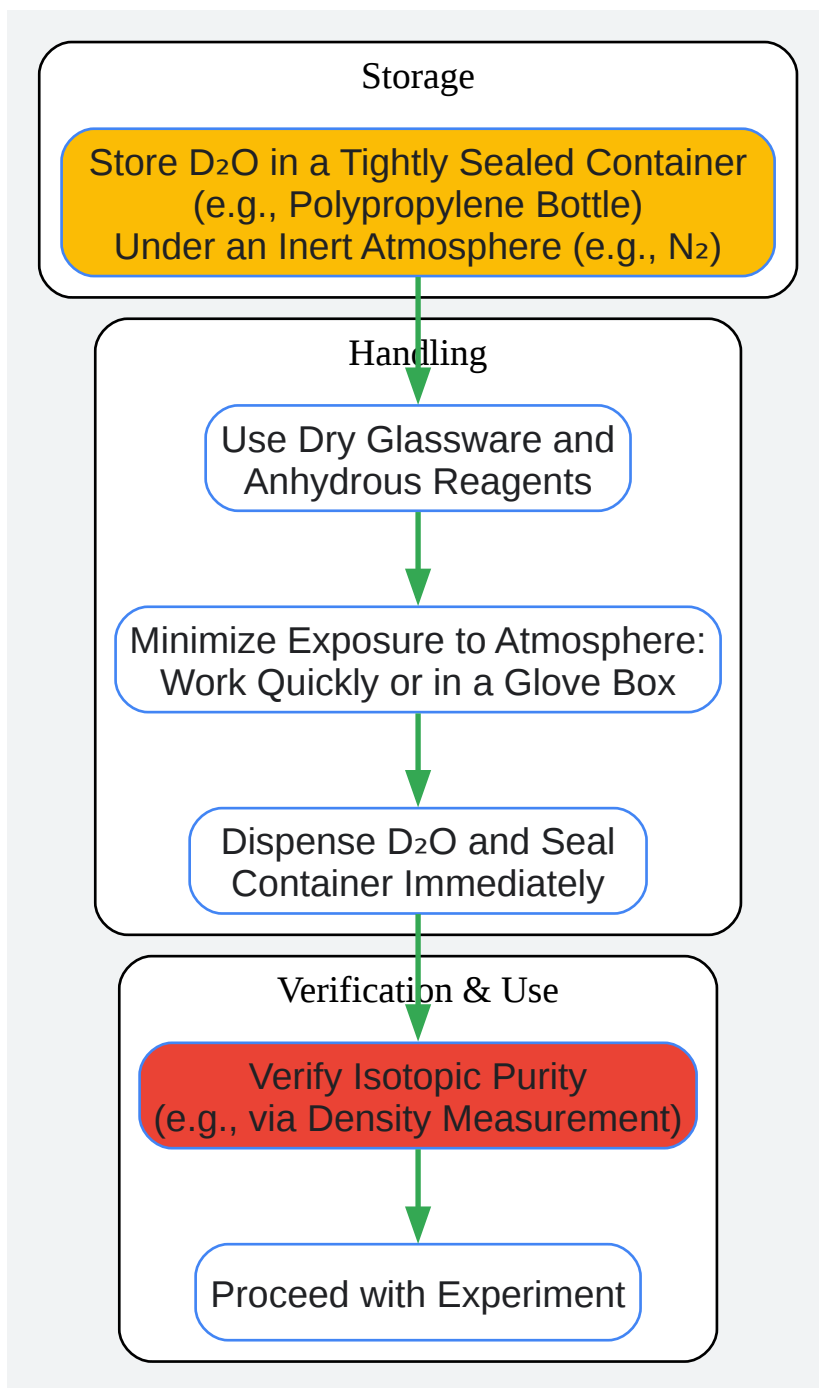 Storage
Store D₂O in a Tightly Sealed Container
(e.g., Polypropylene Bottle)
Under an Inert Atmosphere (e.g., N₂)
Handling
Use Dry Glassware and
Anhydrous Reagents
Minimize Exposure to Atmosphere:
Work Quickly or in a Glove Box
Dispense D₂O and Seal
Container Immediately
Verification & Use
Verify Isotopic Purity
(e.g., via Density Measurement)
Proceed with Experiment